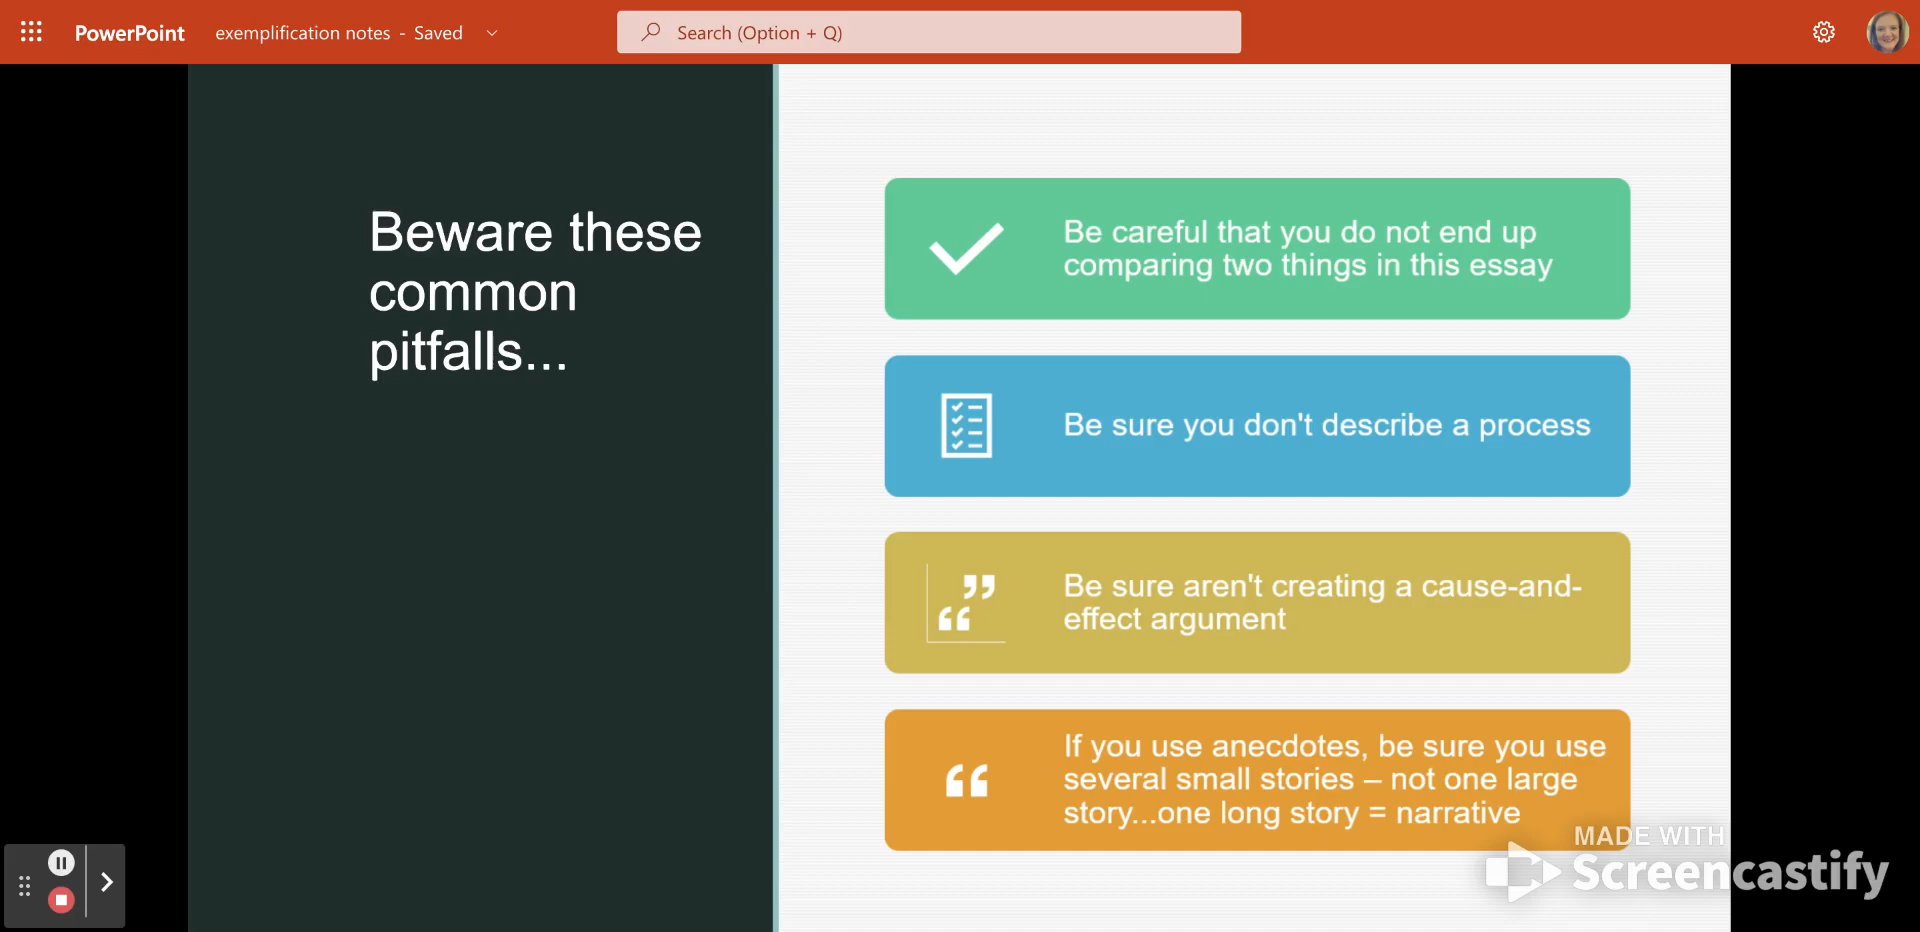 PowerPoint
exemplification notes - Saved
Search (Option + Q)
Beware these
common
pitfalls...
Be careful that you do not end up
comparing two things in this essay
Be sure you don't describe a process
Be sure aren't creating a cause-and-
effect argument
If you use anecdotes, be sure you use
several small stories – not one large
story...one long story = narrative
MADE WITH
Screencastify